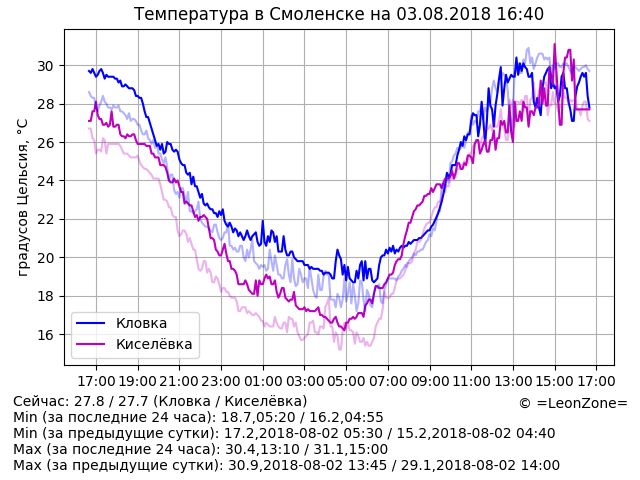 Температура в Смоленске на 03.08.2018 16:40
градусов Цельсия, °C
30
28
26
24
22
20
18
16
Кловка
Киселёвка
17:00 19:00 21:00 23:00 01:00 03:00 05:00 07:00 09:00 11:00 13:00 15:00 17:00
Сейчас: 27.8 / 27.7 (Кловка / Киселёвка)
© =LeonZone=
Min (за последние 24 часа): 18.7,05:20 / 16.2,04:55
Min (за предыдущие сутки): 17.2,2018-08-02 05:30 / 15.2,2018-08-02 04:40
Max (за последние 24 часа): 30.4,13:10 / 31.1,15:00
Max (за предыдущие сутки): 30.9,2018-08-02 13:45 / 29.1,2018-08-02 14:00